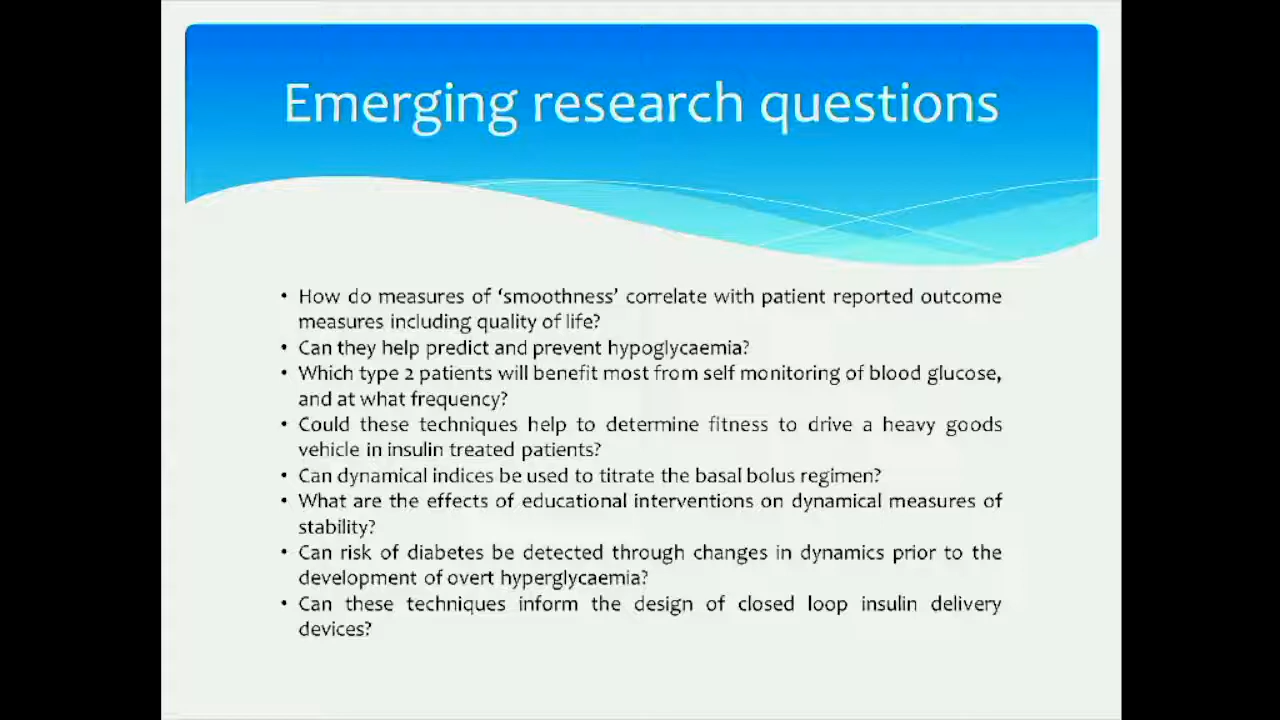 Emerging research questions
• How do measures of ‘smoothness’ correlate with patient reported outcome
measures including quality of life?
• Can they help predict and prevent hypoglycaemia?
• Which type 2 patients will benefit most from self monitoring of blood glucose,
and at what frequency?
• Could these techniques help to determine fitness to drive a heavy goods
vehicle in insulin treated patients?
• Can dynamical indices be used to titrate the basal bolus regimen?
• What are the effects of educational interventions on dynamical measures of
stability?
• Can risk of diabetes be detected through changes in dynamics prior to the
development of overt hyperglycaemia?
• Can these techniques inform the design of closed loop insulin delivery
devices?